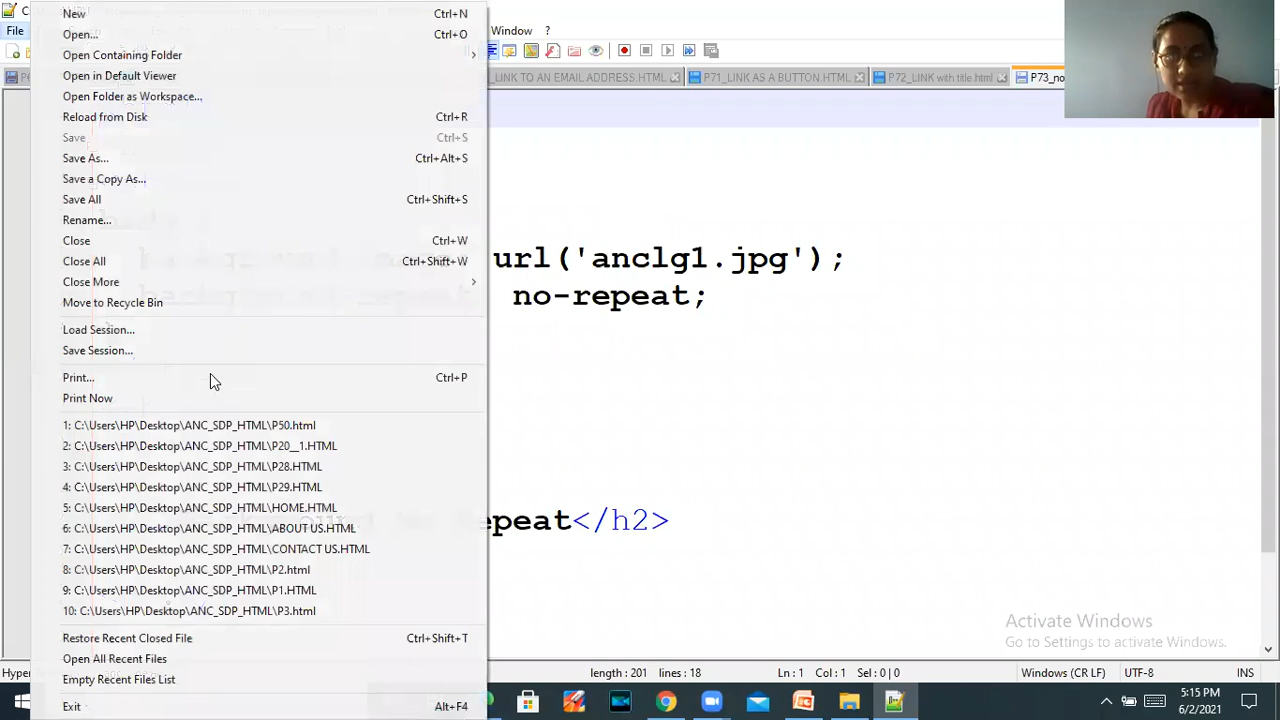 New Ctrl+N
File Window ?
Open... Ctrl+O
Open Containing Folder
Open in Default Viewer
_LINK TO AN EMAIL ADDRESS.HTML P71_LINK AS A BUTTON.HTML P72_LINK with title.html P73_no
Open Folder as Workspace...
Reload from Disk Ctrl+R
Save Ctrl+S
Save As... Ctrl+Alt+S
Save a Copy As...
Save All Ctrl+Shift+S
Rename...
Close Ctrl+W
Close All Ctrl+Shift+W
url('anclg1.jpg');
Close More
no-repeat;
Move to Recycle Bin
Load Session...
Save Session...
Print... Ctrl+P
Print Now
1: C:\Users\HP\Desktop\ANC_SDP_HTML\P50.html
2: C:\Users\HP\Desktop\ANC_SDP_HTML\P20__1.HTML
3: C:\Users\HP\Desktop\ANC_SDP_HTML\P28.HTML
4: C:\Users\HP\Desktop\ANC_SDP_HTML\P29.HTML
5: C:\Users\HP\Desktop\ANC_SDP_HTML\HOME.HTML
6: C:\Users\HP\Desktop\ANC_SDP_HTML\ABOUT US.HTML
epeat</h2>
7: C:\Users\HP\Desktop\ANC_SDP_HTML\CONTACT US.HTML
8: C:\Users\HP\Desktop\ANC_SDP_HTML\P2.html
9: C:\Users\HP\Desktop\ANC_SDP_HTML\P1.HTML
10: C:\Users\HP\Desktop\ANC_SDP_HTML\P3.html
Activate Windows
Go to Settings to activate Windows.
Restore Recent Closed File Ctrl+Shift+T
Open All Recent Files
Empty Recent Files List
Hyper length : 201 lines : 18 Ln : 1 Col : 1 Sel : 0 | 0 Windows (CR LF) UTF-8 INS
Exit Alt+F4
5:15 PM
6/2/2021